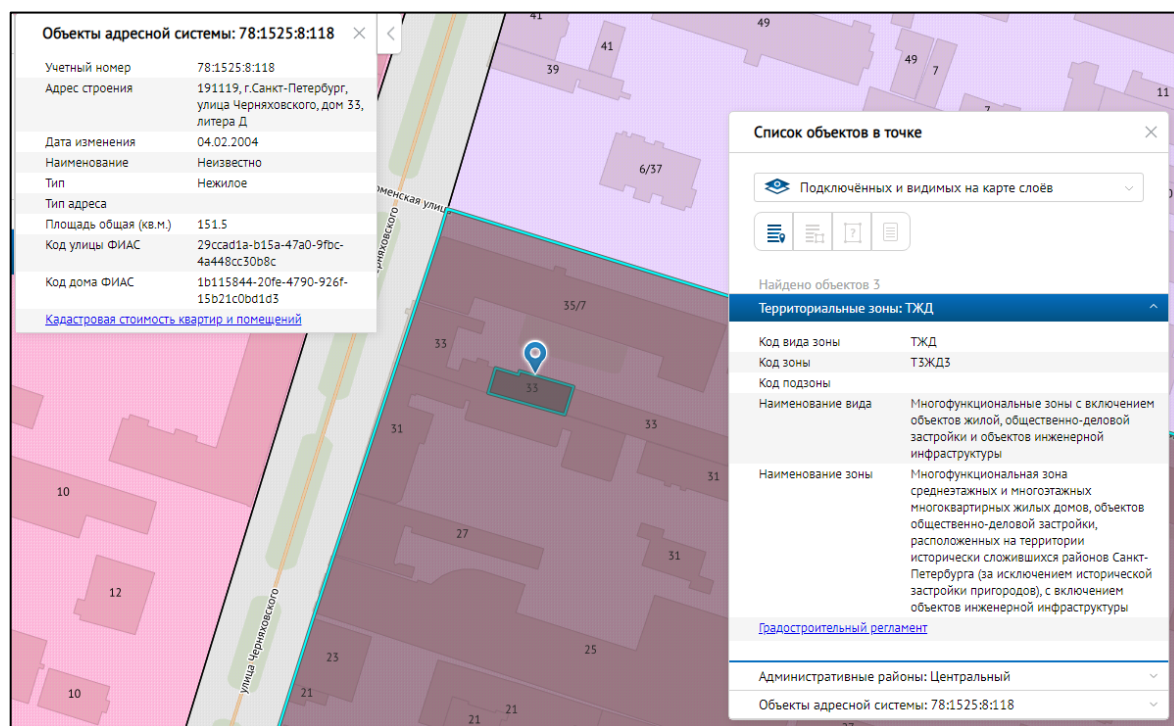 Объекты адресной системы: 78:1525:8:118
Учетный номер 78:1525:8:118
Адрес строения 191119, г.Санкт-Петербург,
улица Черняховского, дом 33,
литера Д
Дата изменения 04.02.2004
Наименование Неизвестно
Тип Нежилое
Тип адреса
Площадь общая (кв.м.) 151.5
Код улицы ФИАС 29ccad1a-b15a-47a0-9fbc-
4a448cc30b8c
Код дома ФИАС 1b115844-20fe-4790-926f-
15b21c0bd1d3
Кадастровая стоимость квартир и помещений
41
41
39
49
49
7
7
11
6/37
оменская улица
ерняховского
35/7
33
33
33
31
31
10
27
31
12
25
23
21
21
21
10
улица Черняховского
Список объектов в точке
Подключённых и видимых на карте слоёв
Найдено объектов 3
Территориальные зоны: ТЖД
Код вида зоны ТЖД
Код зоны Т3ЖД3
Код подзоны
Наименование вида Многофункциональные зоны с включением
объектов жилой, общественно-деловой
застройки и объектов инженерной
инфраструктуры
Наименование зоны Многофункциональная зона
среднеэтажных и многоэтажных
многоквартирных жилых домов, объектов
общественно-деловой застройки,
расположенных на территории
исторически сложившихся районов Санкт-
Петербурга (за исключением исторической
застройки пригородов), с включением
объектов инженерной инфраструктуры
Градостроительный регламент
Административные районы: Центральный
Объекты адресной системы: 78:1525:8:118